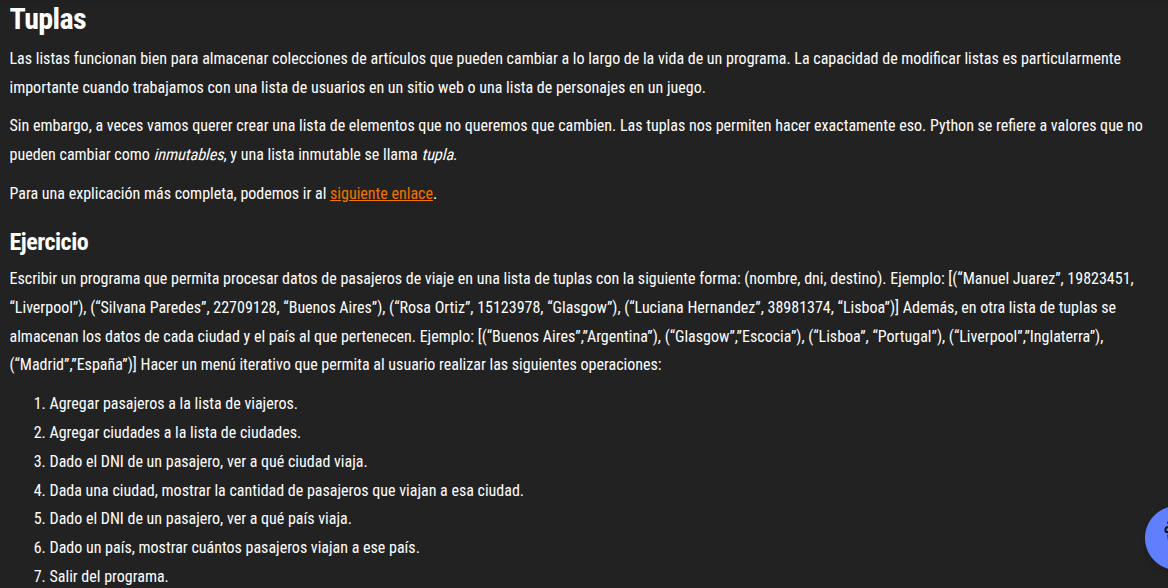 Tuplas
Las listas funcionan bien para almacenar colecciones de artículos que pueden cambiar a lo largo de la vida de un programa. La capacidad de modificar listas es particularmente
importante cuando trabajamos con una lista de usuarios en un sitio web o una lista de personajes en un juego.
Sin embargo, a veces vamos querer crear una lista de elementos que no queremos que cambien. Las tuplas nos permiten hacer exactamente eso. Python se refiere a valores que no
pueden cambiar como inmutables, y una lista inmutable se llama tupla.
Para una explicación más completa, podemos ir al siguiente enlace.
Ejercicio
Escribir un programa que permita procesar datos de pasajeros de viaje en una lista de tuplas con la siguiente forma: (nombre, dni, destino). Ejemplo: [(“Manuel Juarez”, 19823451,
“Liverpool”), (“Silvana Paredes”, 22709128, “Buenos Aires”), (“Rosa Ortiz”, 15123978, “Glasgow”), (“Luciana Hernandez”, 38981374, “Lisboa”)] Además, en otra lista de tuplas se
almacenan los datos de cada ciudad y el país al que pertenecen. Ejemplo: [(“Buenos Aires”,”Argentina”), (“Glasgow”,”Escocia”), (“Lisboa”, “Portugal”), (“Liverpool”,”Inglaterra”),
(“Madrid”,”España”)] Hacer un menú iterativo que permita al usuario realizar las siguientes operaciones:
1. Agregar pasajeros a la lista de viajeros.
2. Agregar ciudades a la lista de ciudades.
3. Dado el DNI de un pasajero, ver a qué ciudad viaja.
4. Dada una ciudad, mostrar la cantidad de pasajeros que viajan a esa ciudad.
5. Dado el DNI de un pasajero, ver a qué país viaja.
6. Dado un país, mostrar cuántos pasajeros viajan a ese país.
7. Salir del programa.